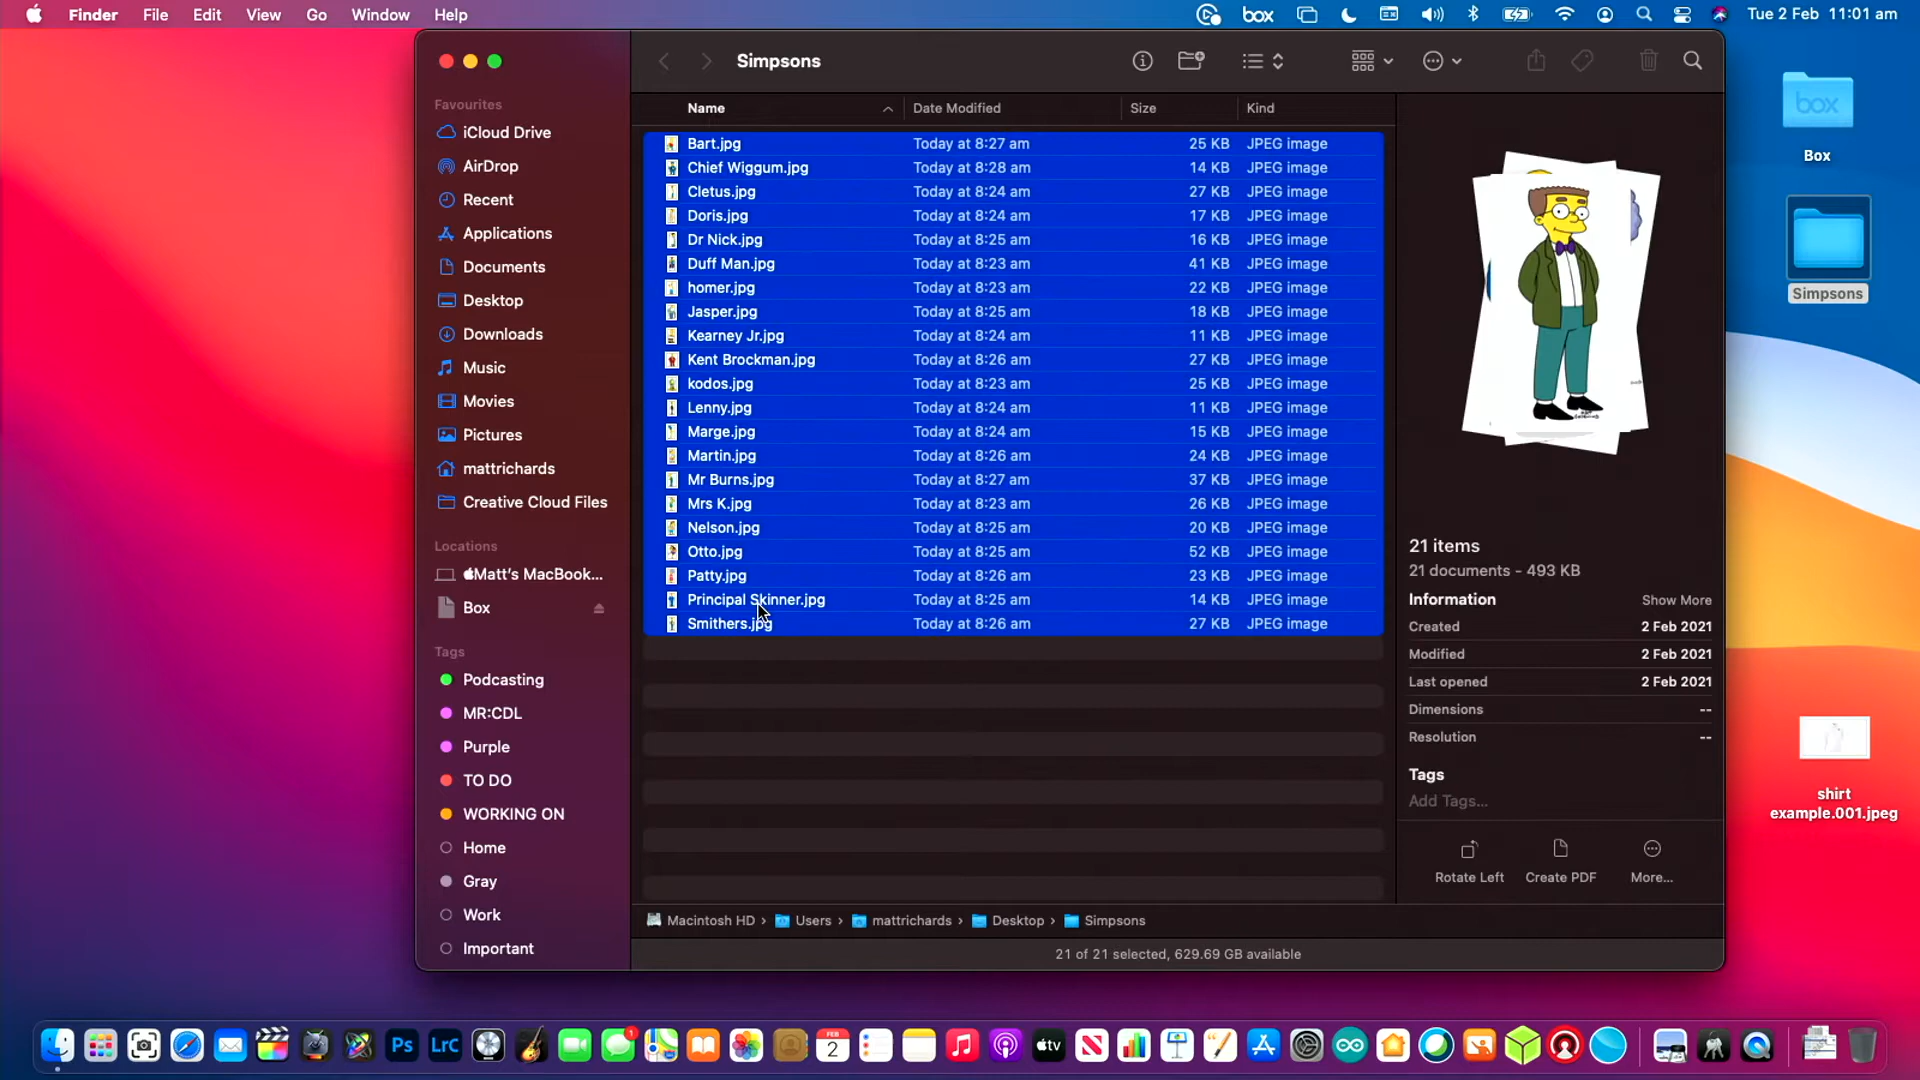 Finder File Edit View Go Window Help box Tue 2 Feb 11:01 am
Simpsons
Favourites
iCloud Drive
AirDrop
Recent
Applications
Documents
Desktop
Downloads
Music
Movies
Pictures
mattrichards
Creative Cloud Files
Locations
Matt's MacBook...
Box
Tags
Podcasting
MR:CDL
Purple
TO DO
WORKING ON
Home
Gray
Work
Important
Name Date Modified Size Kind
Bart.jpg Today at 8:27 am 25 KB JPEG image
Chief Wiggum.jpg Today at 8:28 am 14 KB JPEG image
Cletus.jpg Today at 8:24 am 27 KB JPEG image
Doris.jpg Today at 8:24 am 17 KB JPEG image
Dr Nick.jpg Today at 8:25 am 16 KB JPEG image
Duff Man.jpg Today at 8:23 am 41 KB JPEG image
homer.jpg Today at 8:23 am 22 KB JPEG image
Jasper.jpg Today at 8:25 am 18 KB JPEG image
Kearney Jr.jpg Today at 8:24 am 11 KB JPEG image
Kent Brockman.jpg Today at 8:26 am 27 KB JPEG image
kodos.jpg Today at 8:23 am 25 KB JPEG image
Lenny.jpg Today at 8:24 am 11 KB JPEG image
Marge.jpg Today at 8:24 am 15 KB JPEG image
Martin.jpg Today at 8:26 am 24 KB JPEG image
Mr Burns.jpg Today at 8:27 am 37 KB JPEG image
Mrs K.jpg Today at 8:23 am 26 KB JPEG image
Nelson.jpg Today at 8:25 am 20 KB JPEG image
Otto.jpg Today at 8:25 am 52 KB JPEG image
Patty.jpg Today at 8:26 am 23 KB JPEG image
Principal Skinner.jpg Today at 8:25 am 14 KB JPEG image
Smithers.jpg Today at 8:26 am 27 KB JPEG image
21 items
21 documents - 493 KB
Information Show More
Created 2 Feb 2021
Modified 2 Feb 2021
Last opened 2 Feb 2021
Dimensions --
Resolution --
Tags
Add Tags...
Rotate Left Create PDF More...
Macintosh HD › Users › mattrichards › Desktop › Simpsons
21 of 21 selected, 629.69 GB available
box
Box
Simpsons
shirt
example.001.jpeg
Ps LrC 1 FEB 2 tv